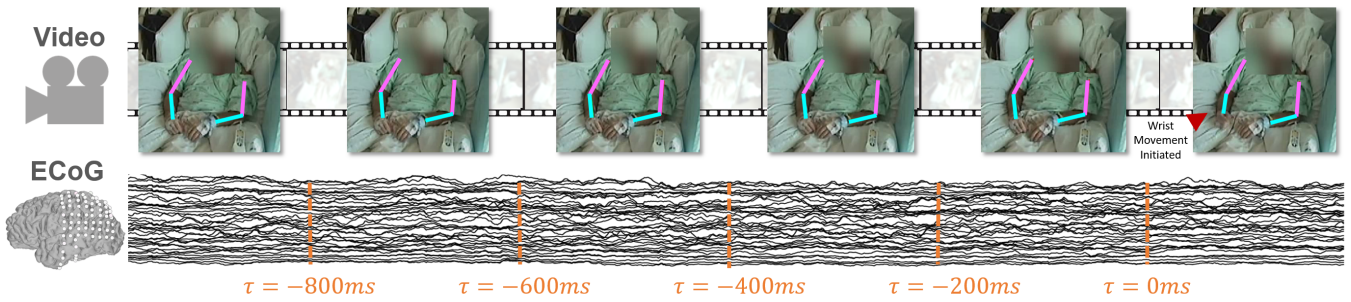 Video
Wrist
Movement
Initiated
ECoG
τ = −800ms
τ = −600ms
τ = −400ms
τ = −200ms
τ = 0ms